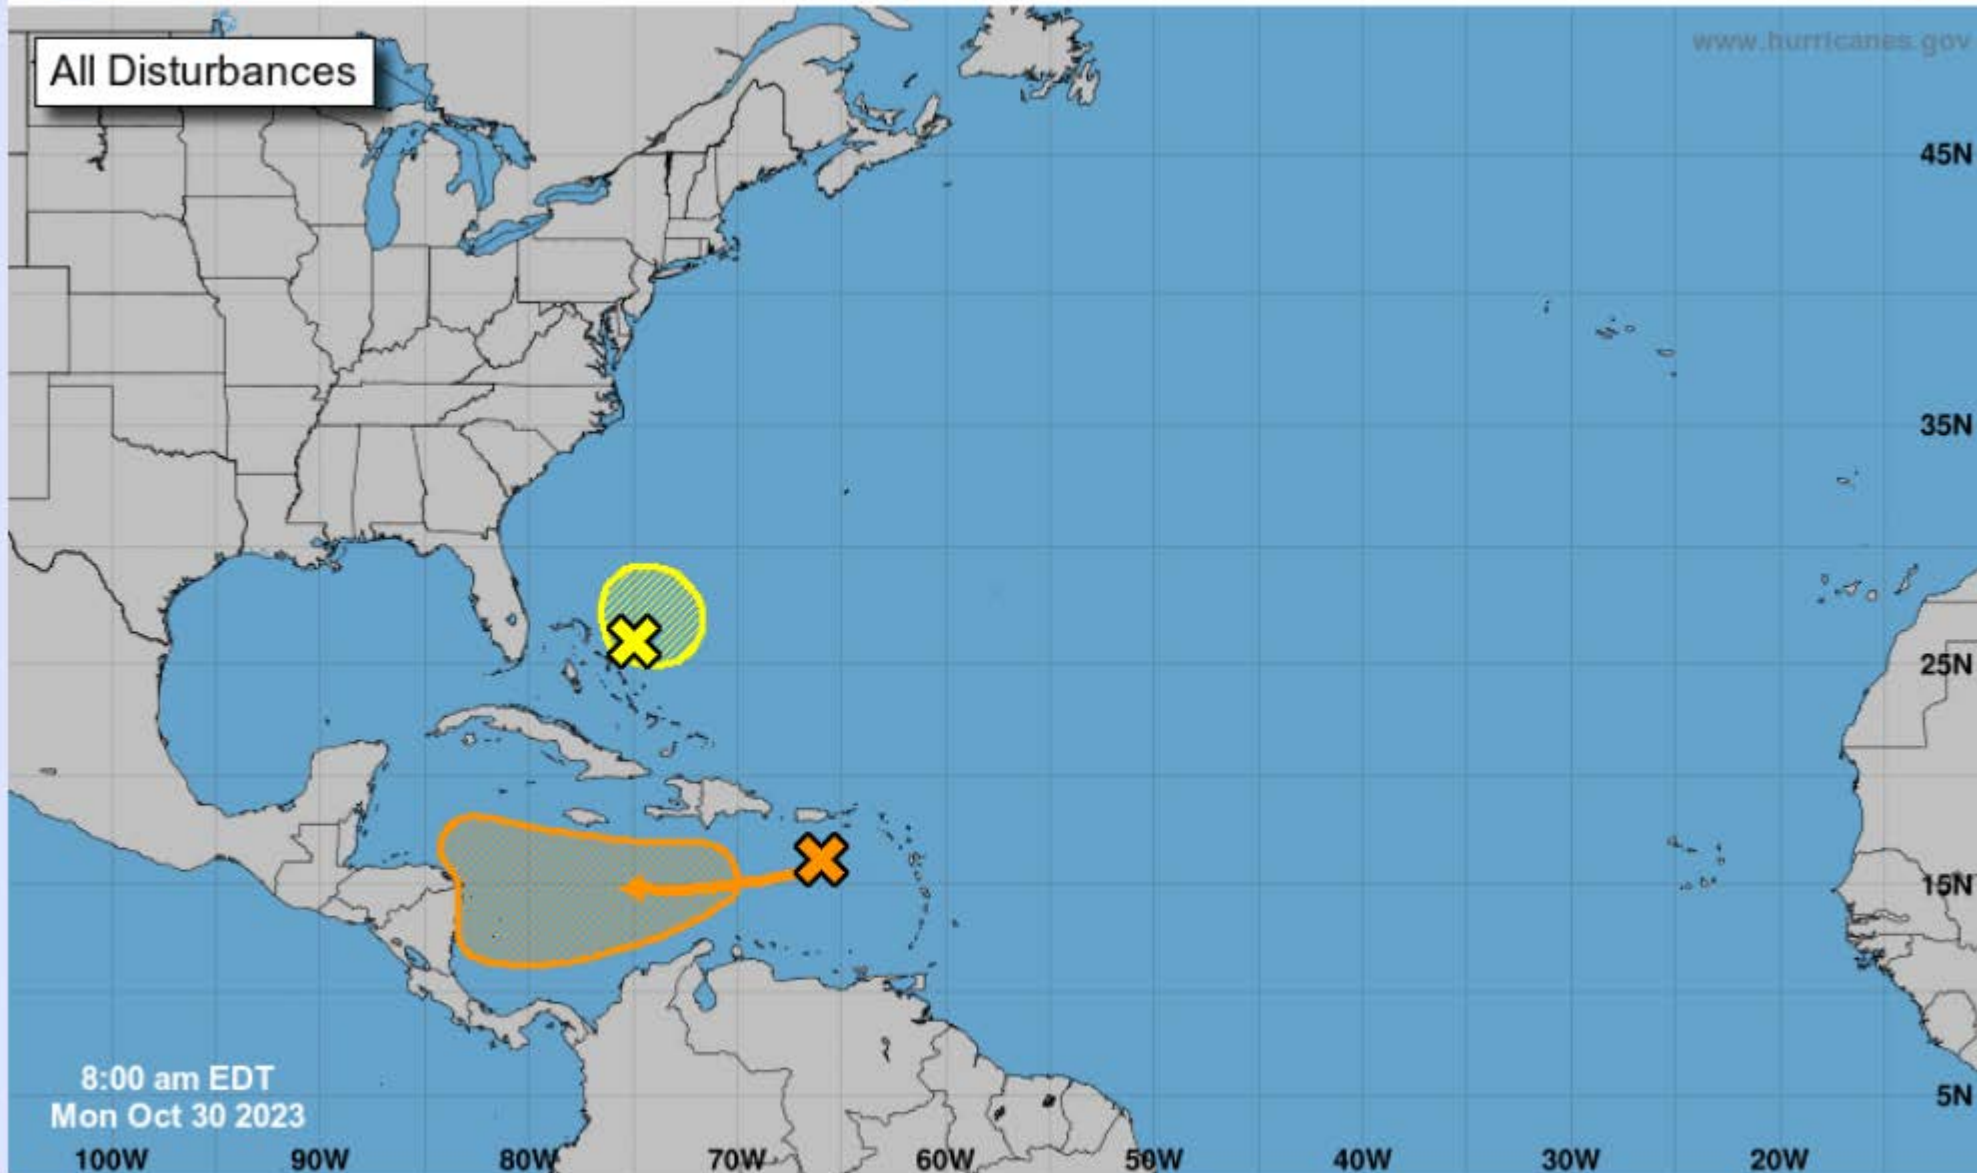 www.hurricanes.gov
All Disturbances
45N
35N
25N
15N
5N
8:00 am EDT
Mon Oct 30 2023
100W 90W 80W 70W 60W 50W 40W 30W 20W